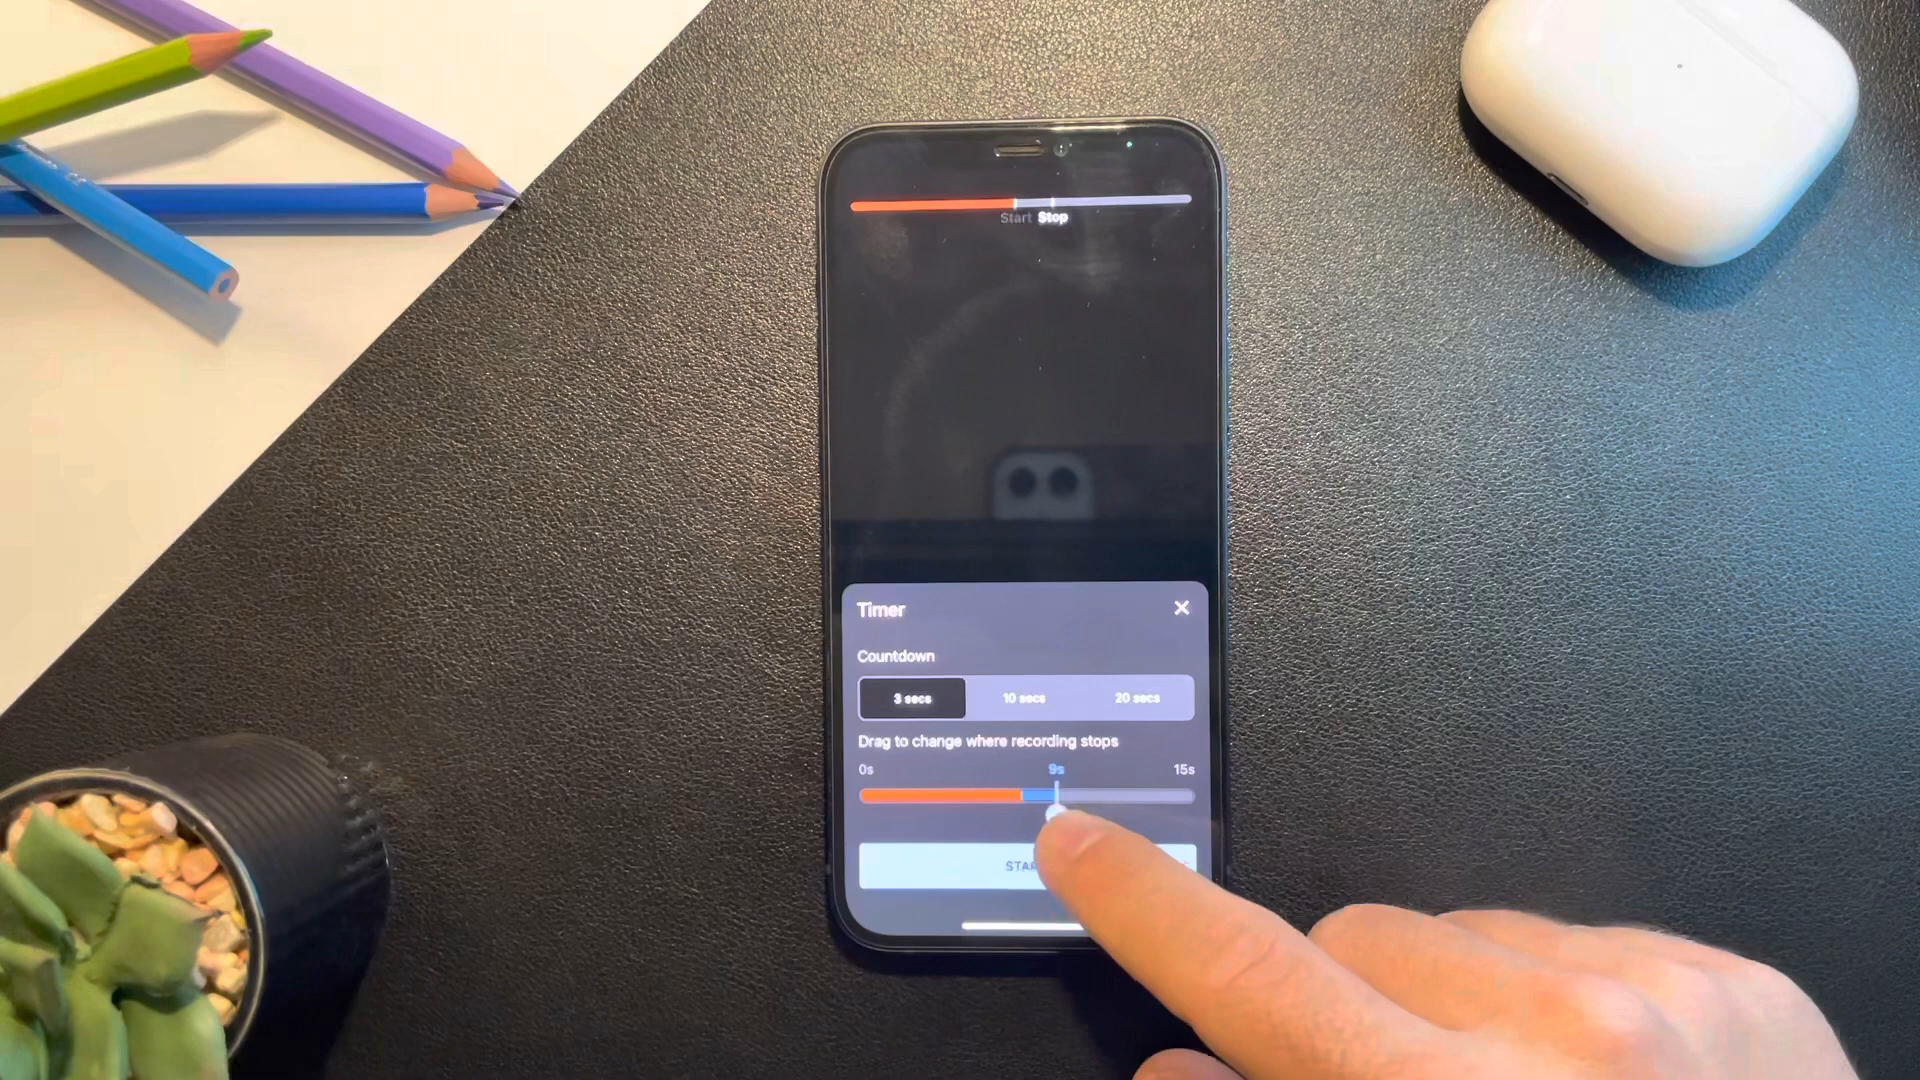 Start Stop
Timer
Countdown
3 secs 10 secs 20 secs
Drag to change where recording stops
0s 9s 15s